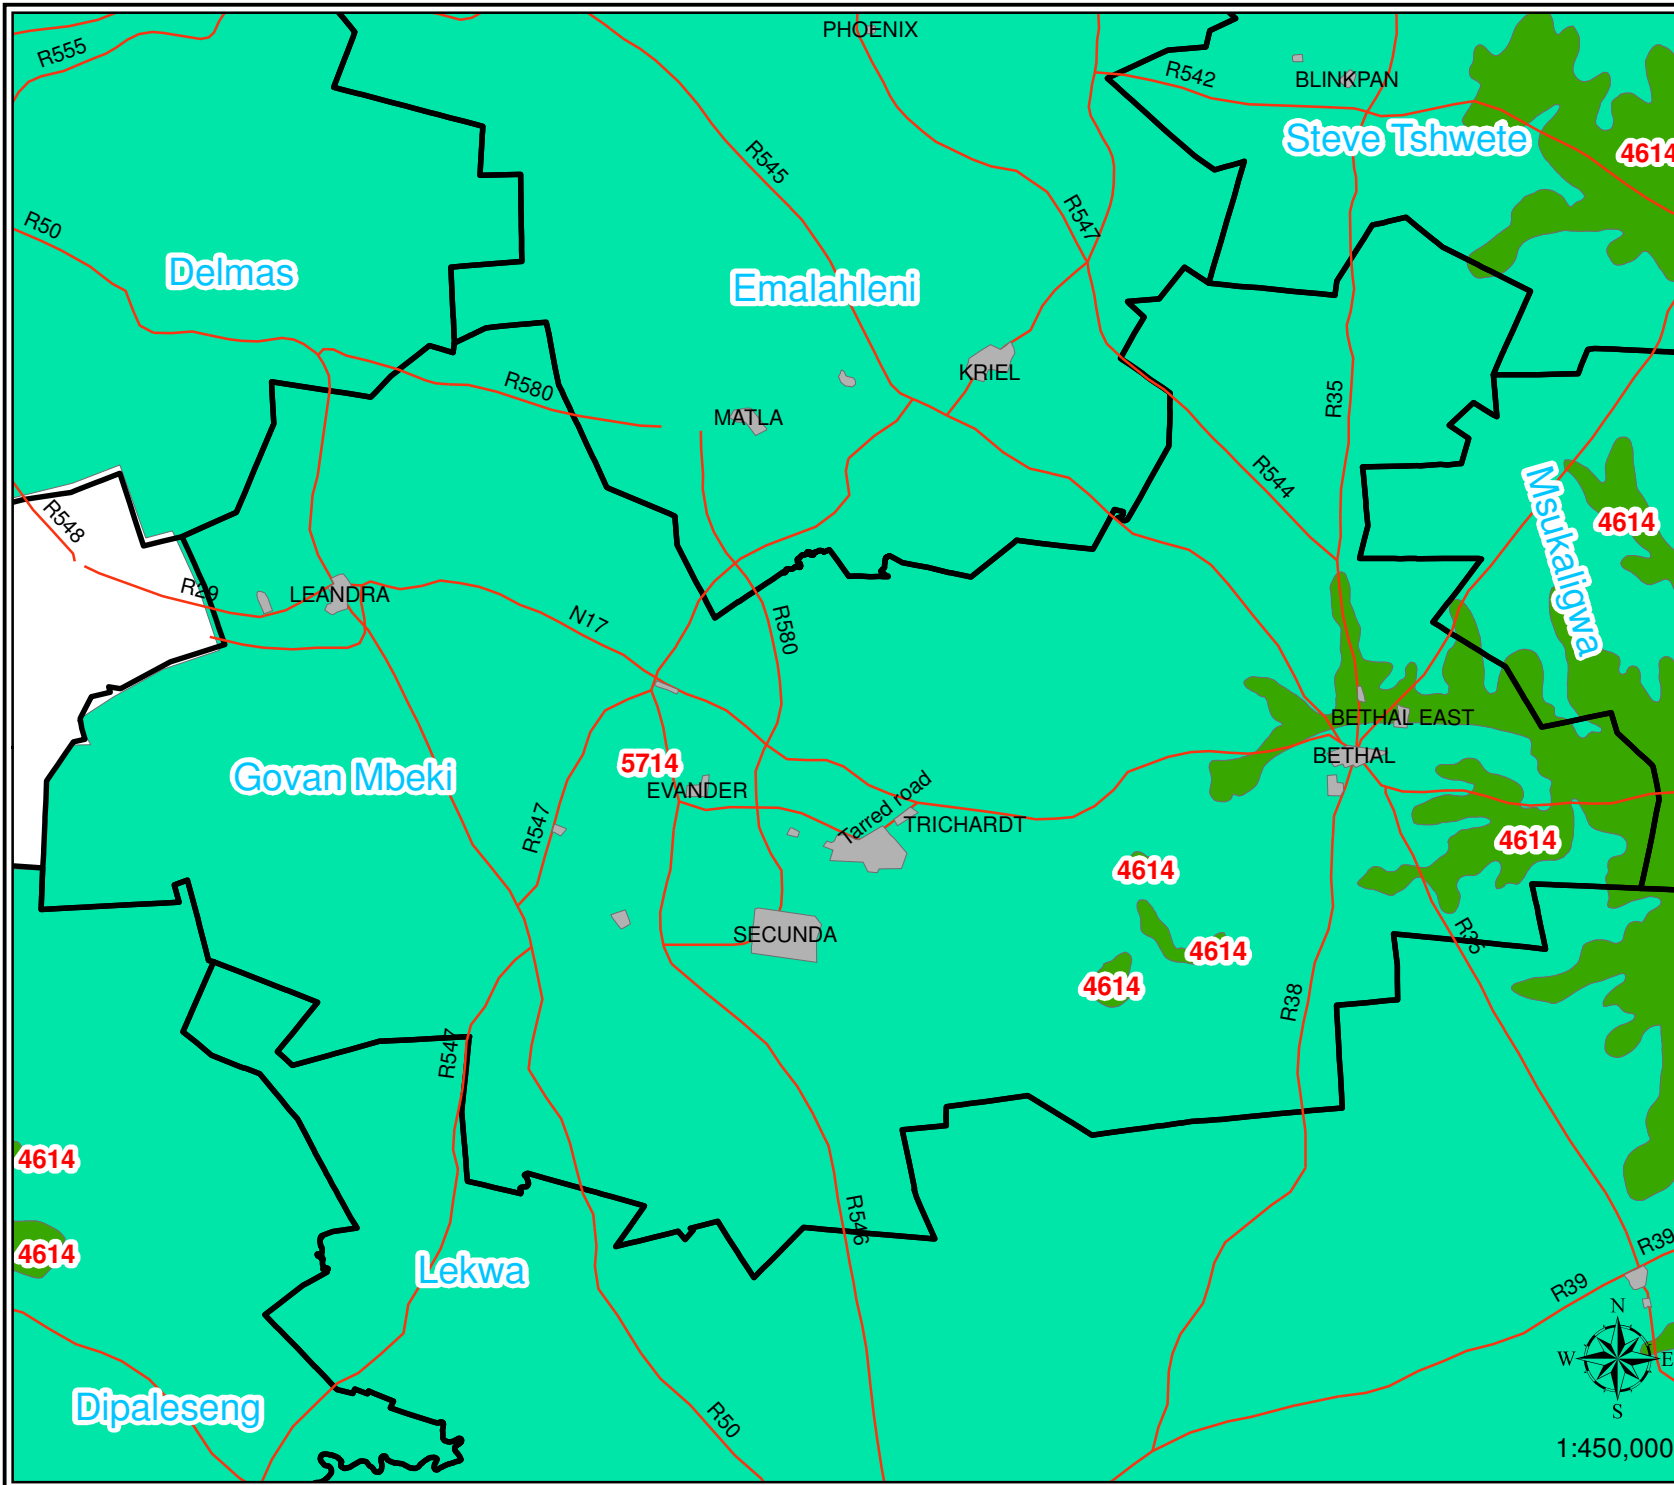 PHOENIX
R555
R542
BLINKPAN
Steve Tshwete
4614
R545
R50
R547
Delmas
Emalahleni
KRIEL
R580
R35
MATLA
R544
Msukaligwa
4614
R548
R29
LEANDRA
N17
R580
BETHAL EAST
BETHAL
5714
Govan Mbeki
EVANDER
Tarred road
TRICHARDT
R547
4614
4614
SECUNDA
R35
4614
4614
R38
R547
4614
R546
4614
R39
Lekwa
R39
N
W
E
S
Dipaleseng
R50
1:450,000